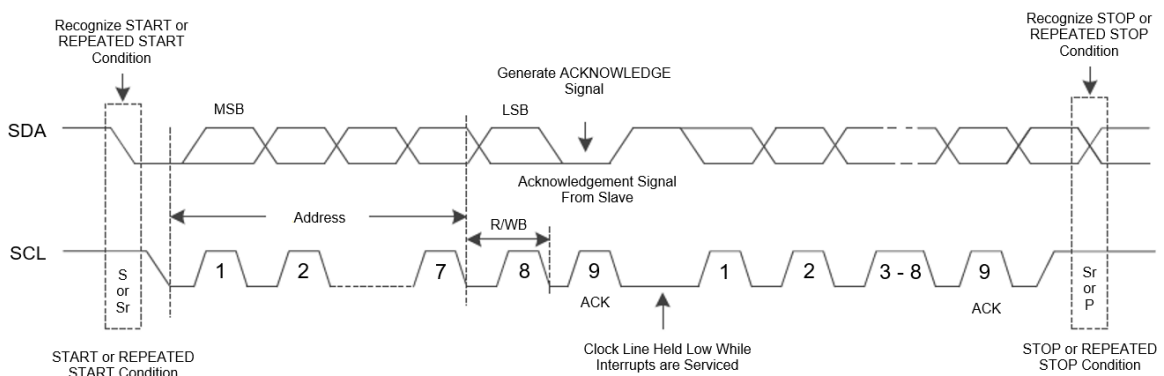 Recognize START or
REPEATED START
Condition
Recognize STOP or
REPEATED STOP
Condition
Generate ACKNOWLEDGE
Signal
MSB
LSB
SDA
Acknowledgement Signal
From Slave
Address
R/WB
SCL
S
or
Sr
1
2
7
8
9
1
2
3 - 8
9
Sr
or
P
ACK
ACK
START or REPEATED
START Condition
Clock Line Held Low While
Interrupts are Serviced
STOP or REPEATED
STOP Condition